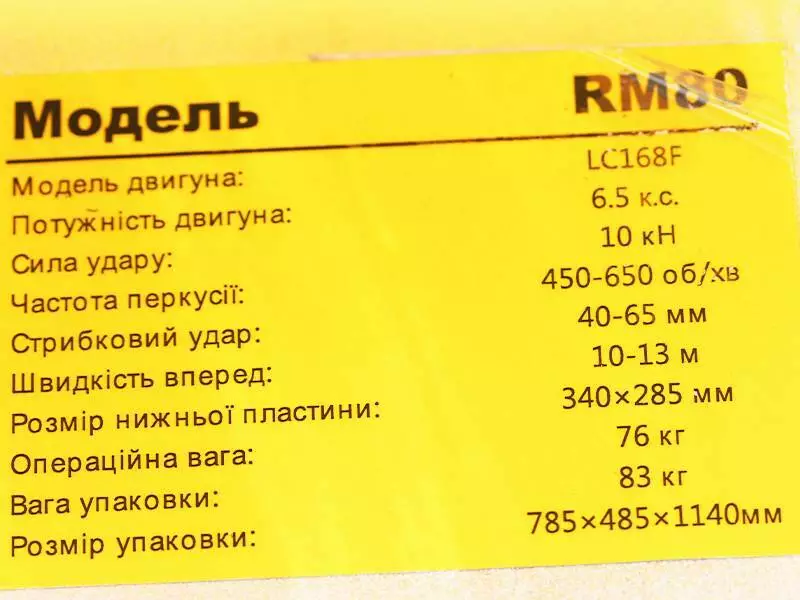 Модель RM80
Модель двигуна: LC168F
Потужність двигуна: 6.5 к.с.
Сила удару: 10 кН
Частота перкусії: 450-650 об/хв
Стрибковий удар: 40-65 мм
Швидкість вперед: 10-13 м
Розмір нижньої пластини: 340×285 мм
Операційна вага: 76 кг
Вага упаковки: 83 кг
Розмір упаковки: 785×485×1140мм